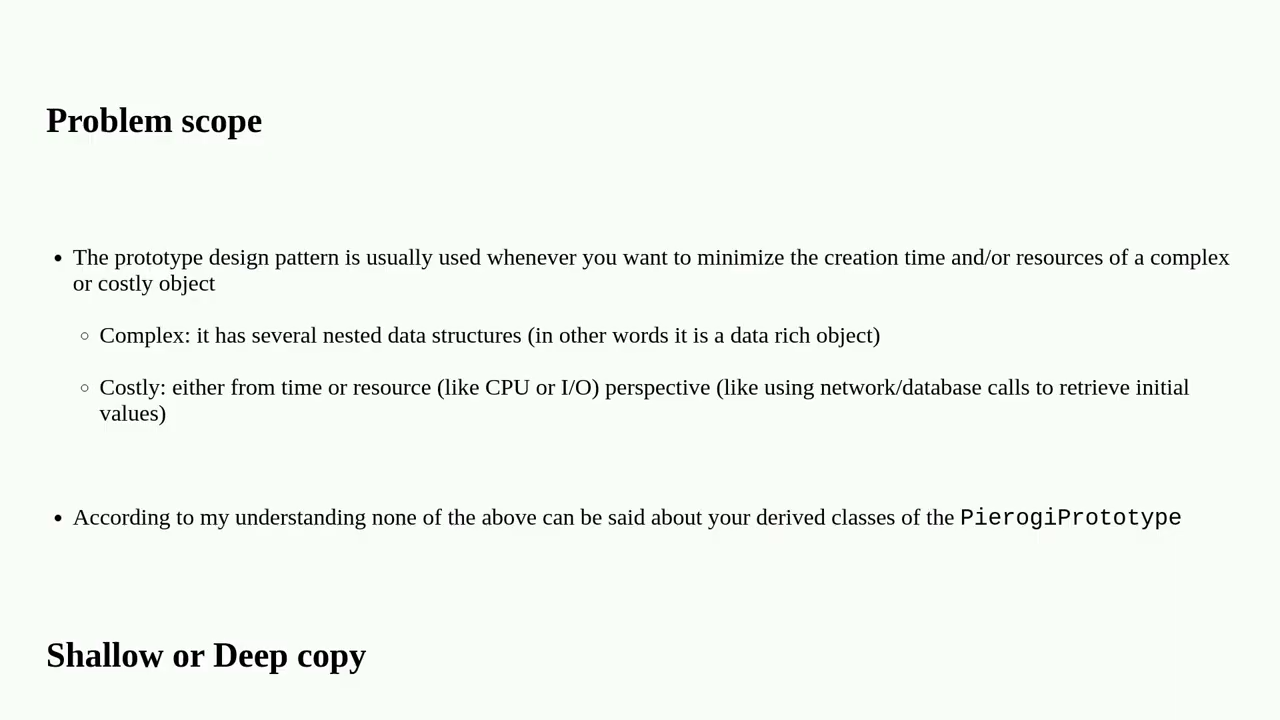 Problem scope
The prototype design pattern is usually used whenever you want to minimize the creation time and/or resources of a complex
or costly object
Complex: it has several nested data structures (in other words it is a data rich object)
Costly: either from time or resource (like CPU or I/O) perspective (like using network/database calls to retrieve initial
values)
According to my understanding none of the above can be said about your derived classes of the PierogiPrototype
Shallow or Deep copy